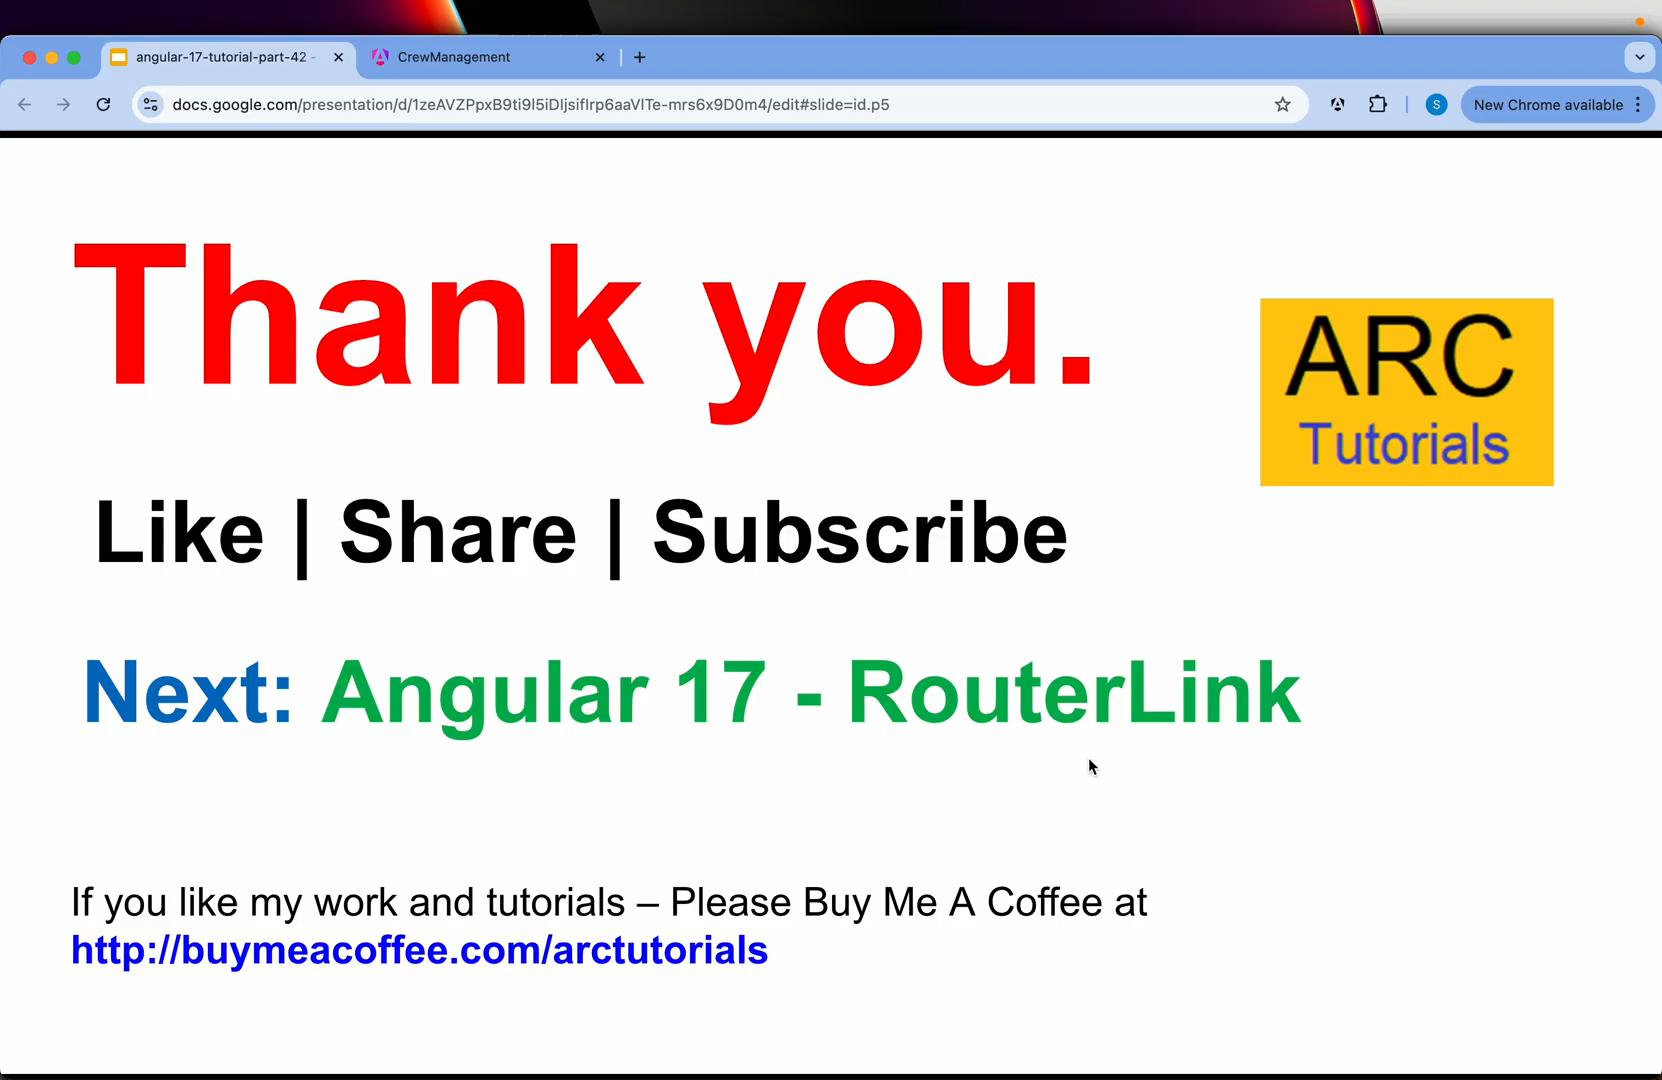 angular-17-tutorial-part-42 -
CrewManagement
docs.google.com/presentation/d/1zeAVZPpxB9ti9l5iDljsiflrp6aaVlTe-mrs6x9D0m4/edit#slide=id.p5
S
New Chrome available
Thank you.
ARC
Tutorials
Like | Share | Subscribe
Next: Angular 17 - RouterLink
If you like my work and tutorials – Please Buy Me A Coffee at
http://buymeacoffee.com/arctutorials